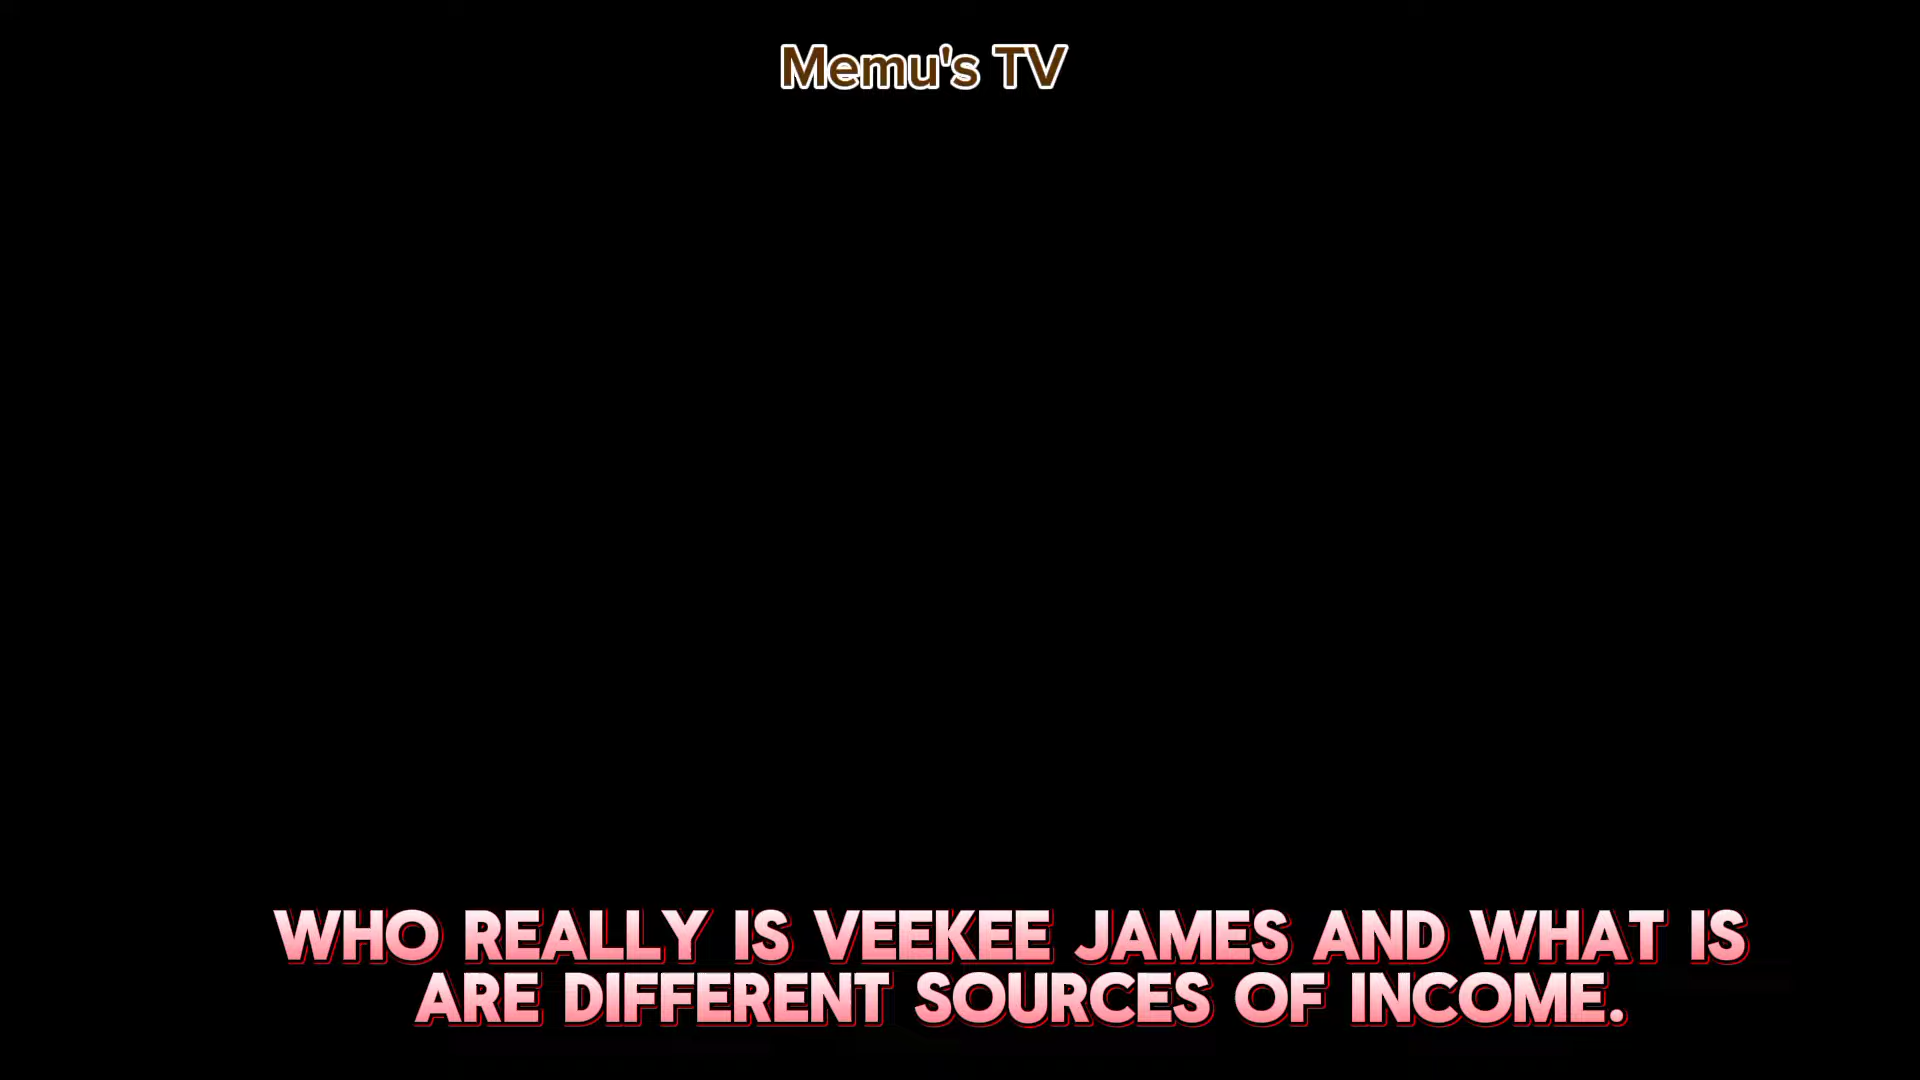 Memu's TV
WHO REALLY IS VEEKEE JAMES AND WHAT IS
ARE DIFFERENT SOURCES OF INCOME.